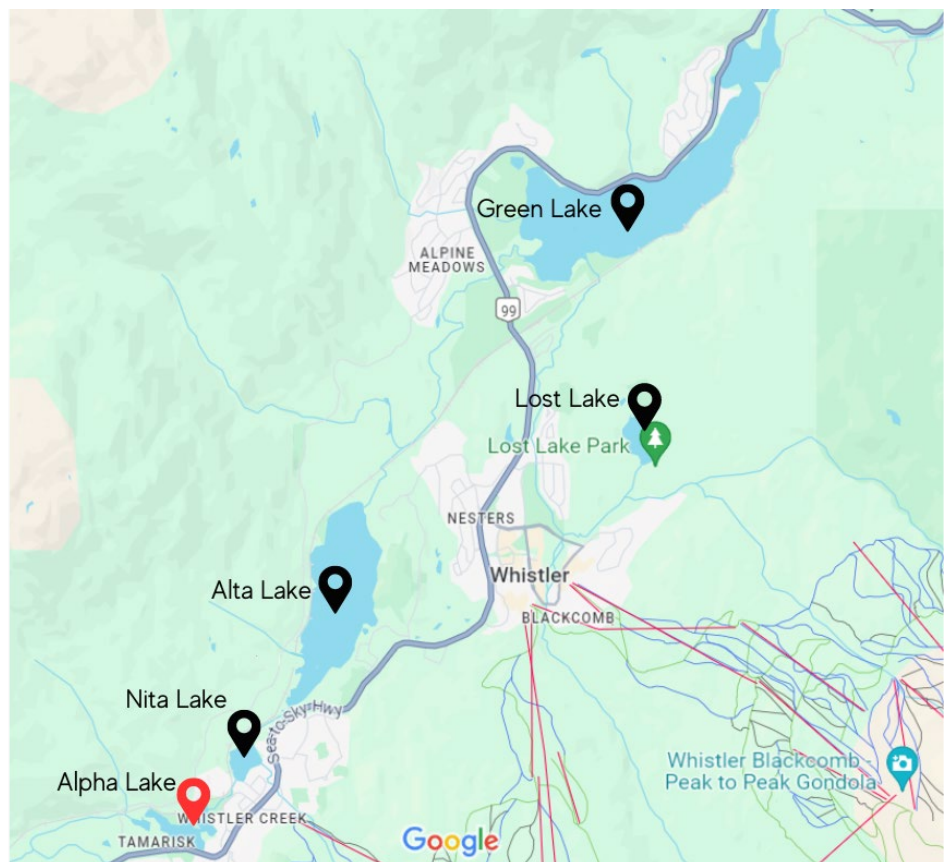 Green Lake
ALPINE
MEADOWS
99
Lost Lake
Lost Lake Park
NESTERS
Alta Lake
Whistler
BLACKCOMB
Nita Lake
Sea-to-Sky Hwy
Whistler Blackcomb -
Peak to Peak Gondola
Alpha Lake
WHISTLER CREEK
TAMARISK
Google